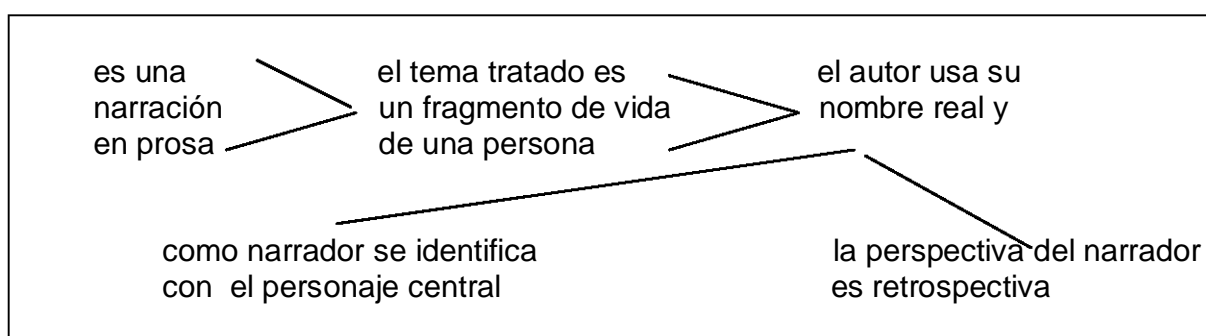 es una
narración
en prosa
el tema tratado es
un fragmento de vida
de una persona
el autor usa su
nombre real y
como narrador se identifica
con el personaje central
la perspectiva del narrador
es retrospectiva